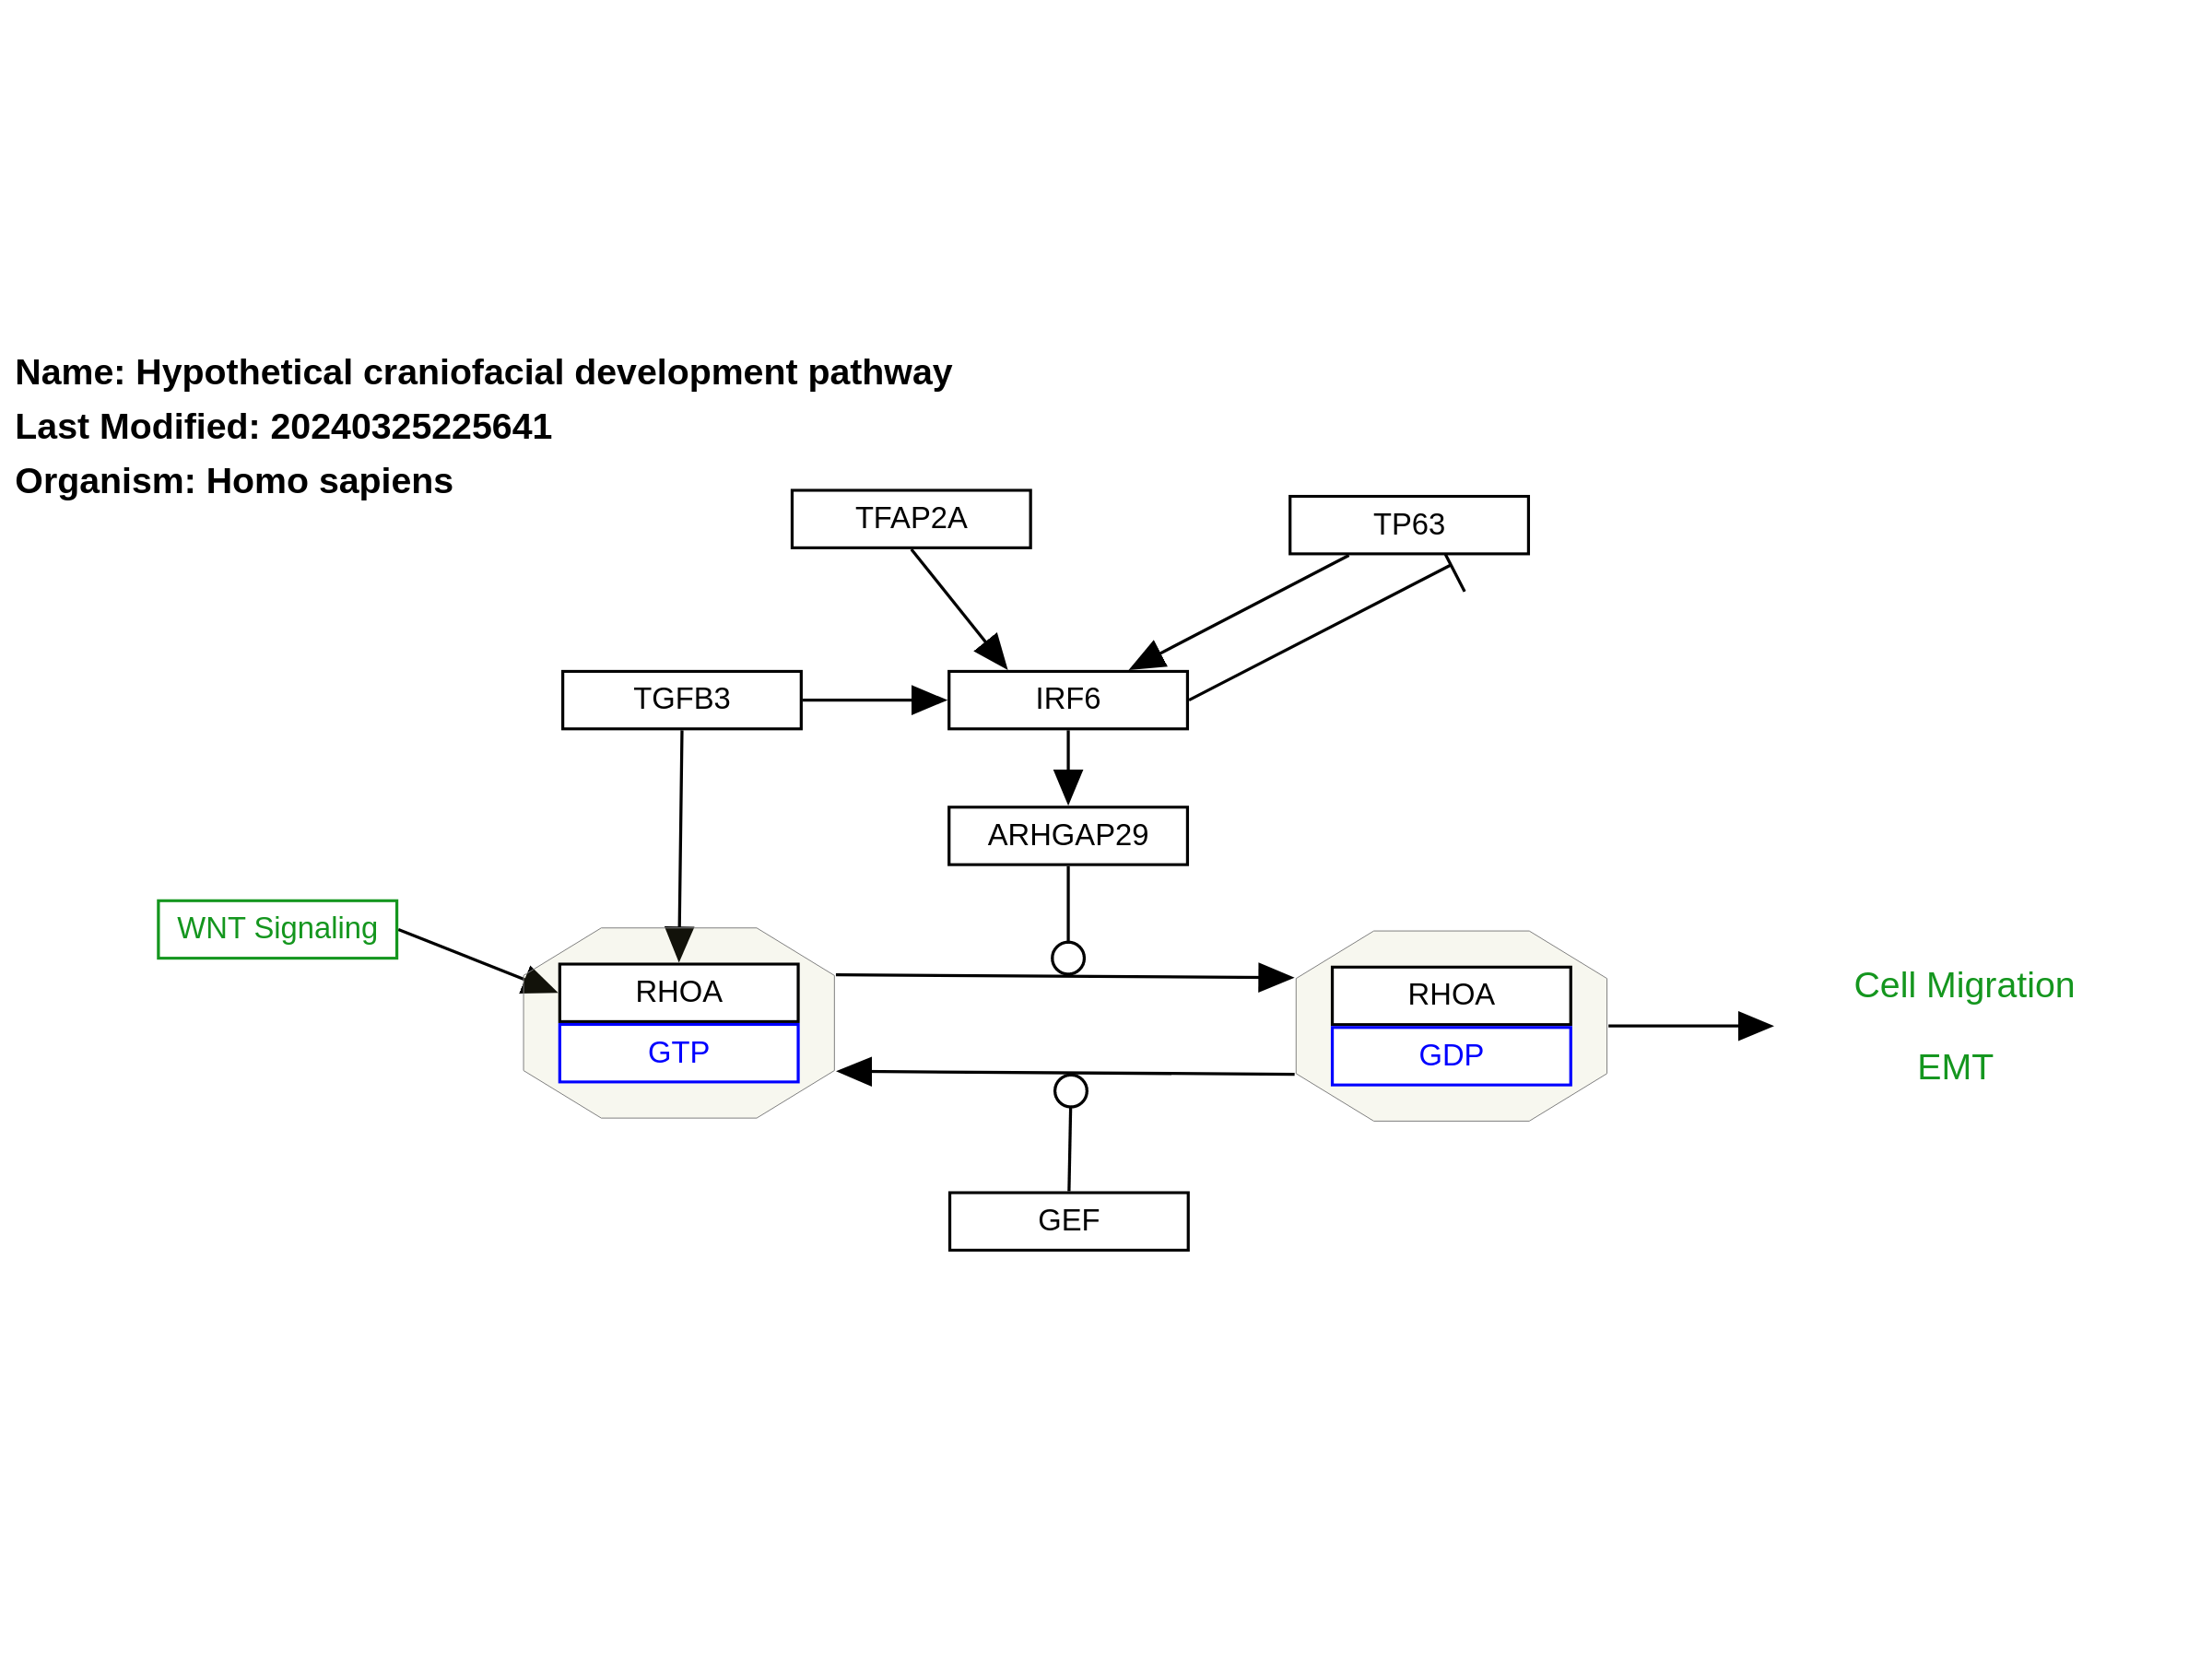 Name: Hypothetical craniofacial development pathway
Last Modified: 20240325225641
Organism: Homo sapiens
TFAP2A
TP63
TGFB3
IRF6
ARHGAP29
WNT Signaling
RHOA
GTP
RHOA
GDP
Cell Migration
EMT
GEF